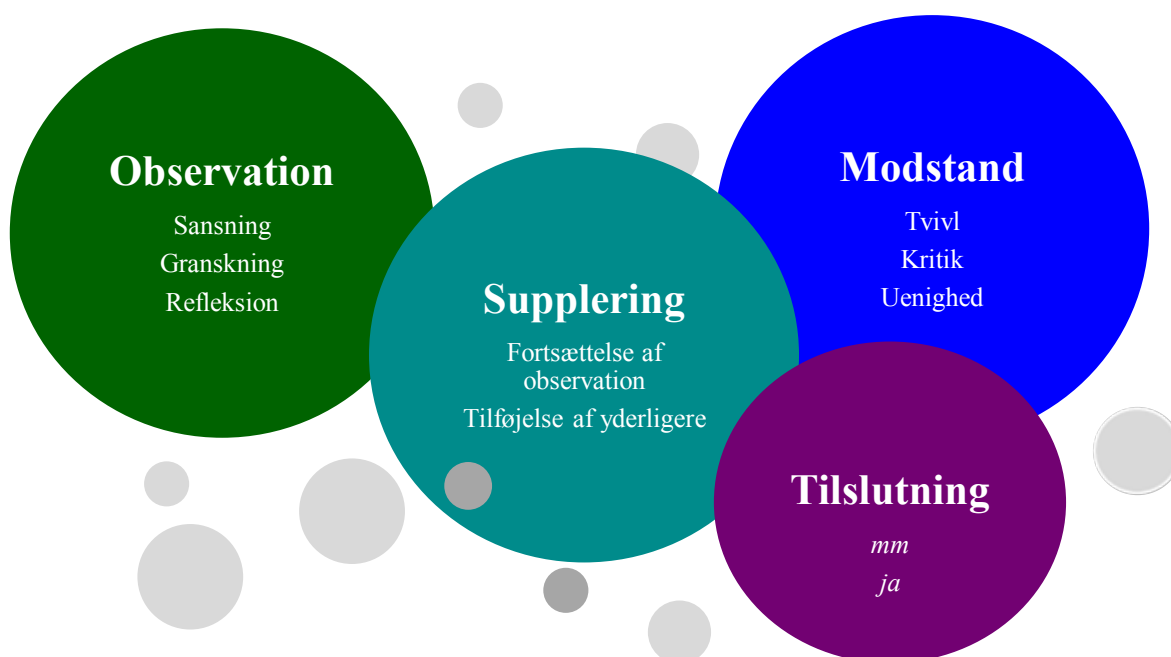 Observation
Sansning
Granskning
Refleksion
Supplering
Fortsættelse af
observation
Tilføjelse af yderligere
Modstand
Tvivl
Kritik
Uenighed
Tilslutning
mm
ja